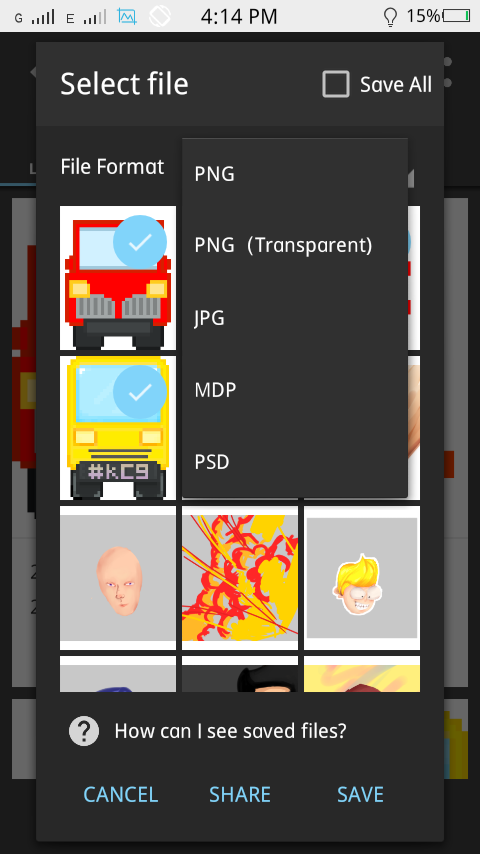 G E 4:14 PM 15%
Select file Save All
File Format
PNG
PNG (Transparent)
JPG
MDP
PSD
#kC9
How can I see saved files?
CANCEL SHARE SAVE